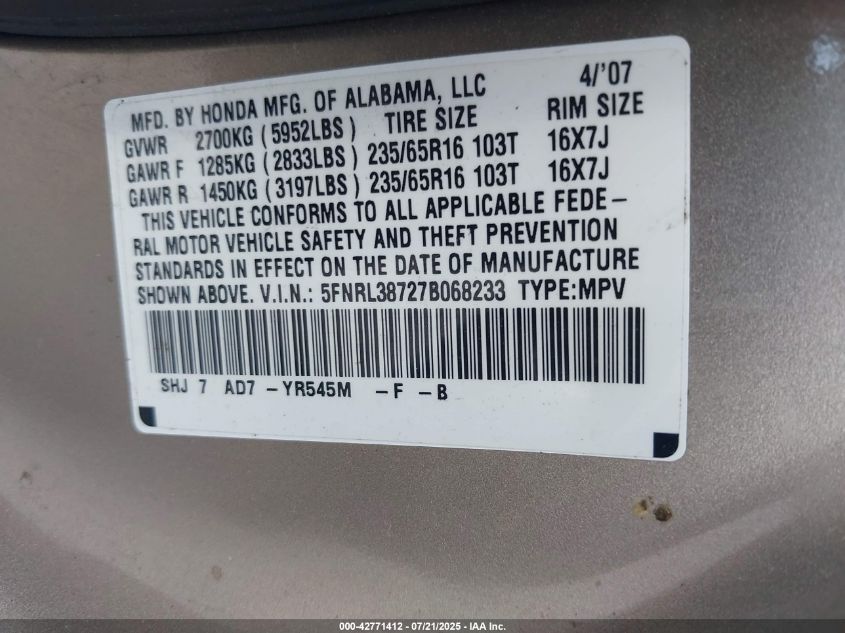 MFD. BY HONDA MFG. OF ALABAMA, LLC 4/'07
GVWR 2700KG (5952LBS) TIRE SIZE RIM SIZE
GAWR F 1285KG (2833LBS) 235/65R16 103T 16X7J
GAWR R 1450KG (3197LBS) 235/65R16 103T 16X7J
THIS VEHICLE CONFORMS TO ALL APPLICABLE FEDE-
RAL MOTOR VEHICLE SAFETY AND THEFT PREVENTION
STANDARDS IN EFFECT ON THE DATE OF MANUFACTURE
SHOWN ABOVE. V.I.N.: 5FNRL38727B068233 TYPE:MPV
SHJ 7 AD7 -YR545M -F -B
000-42771412 - 07/21/2025 - IAA Inc.